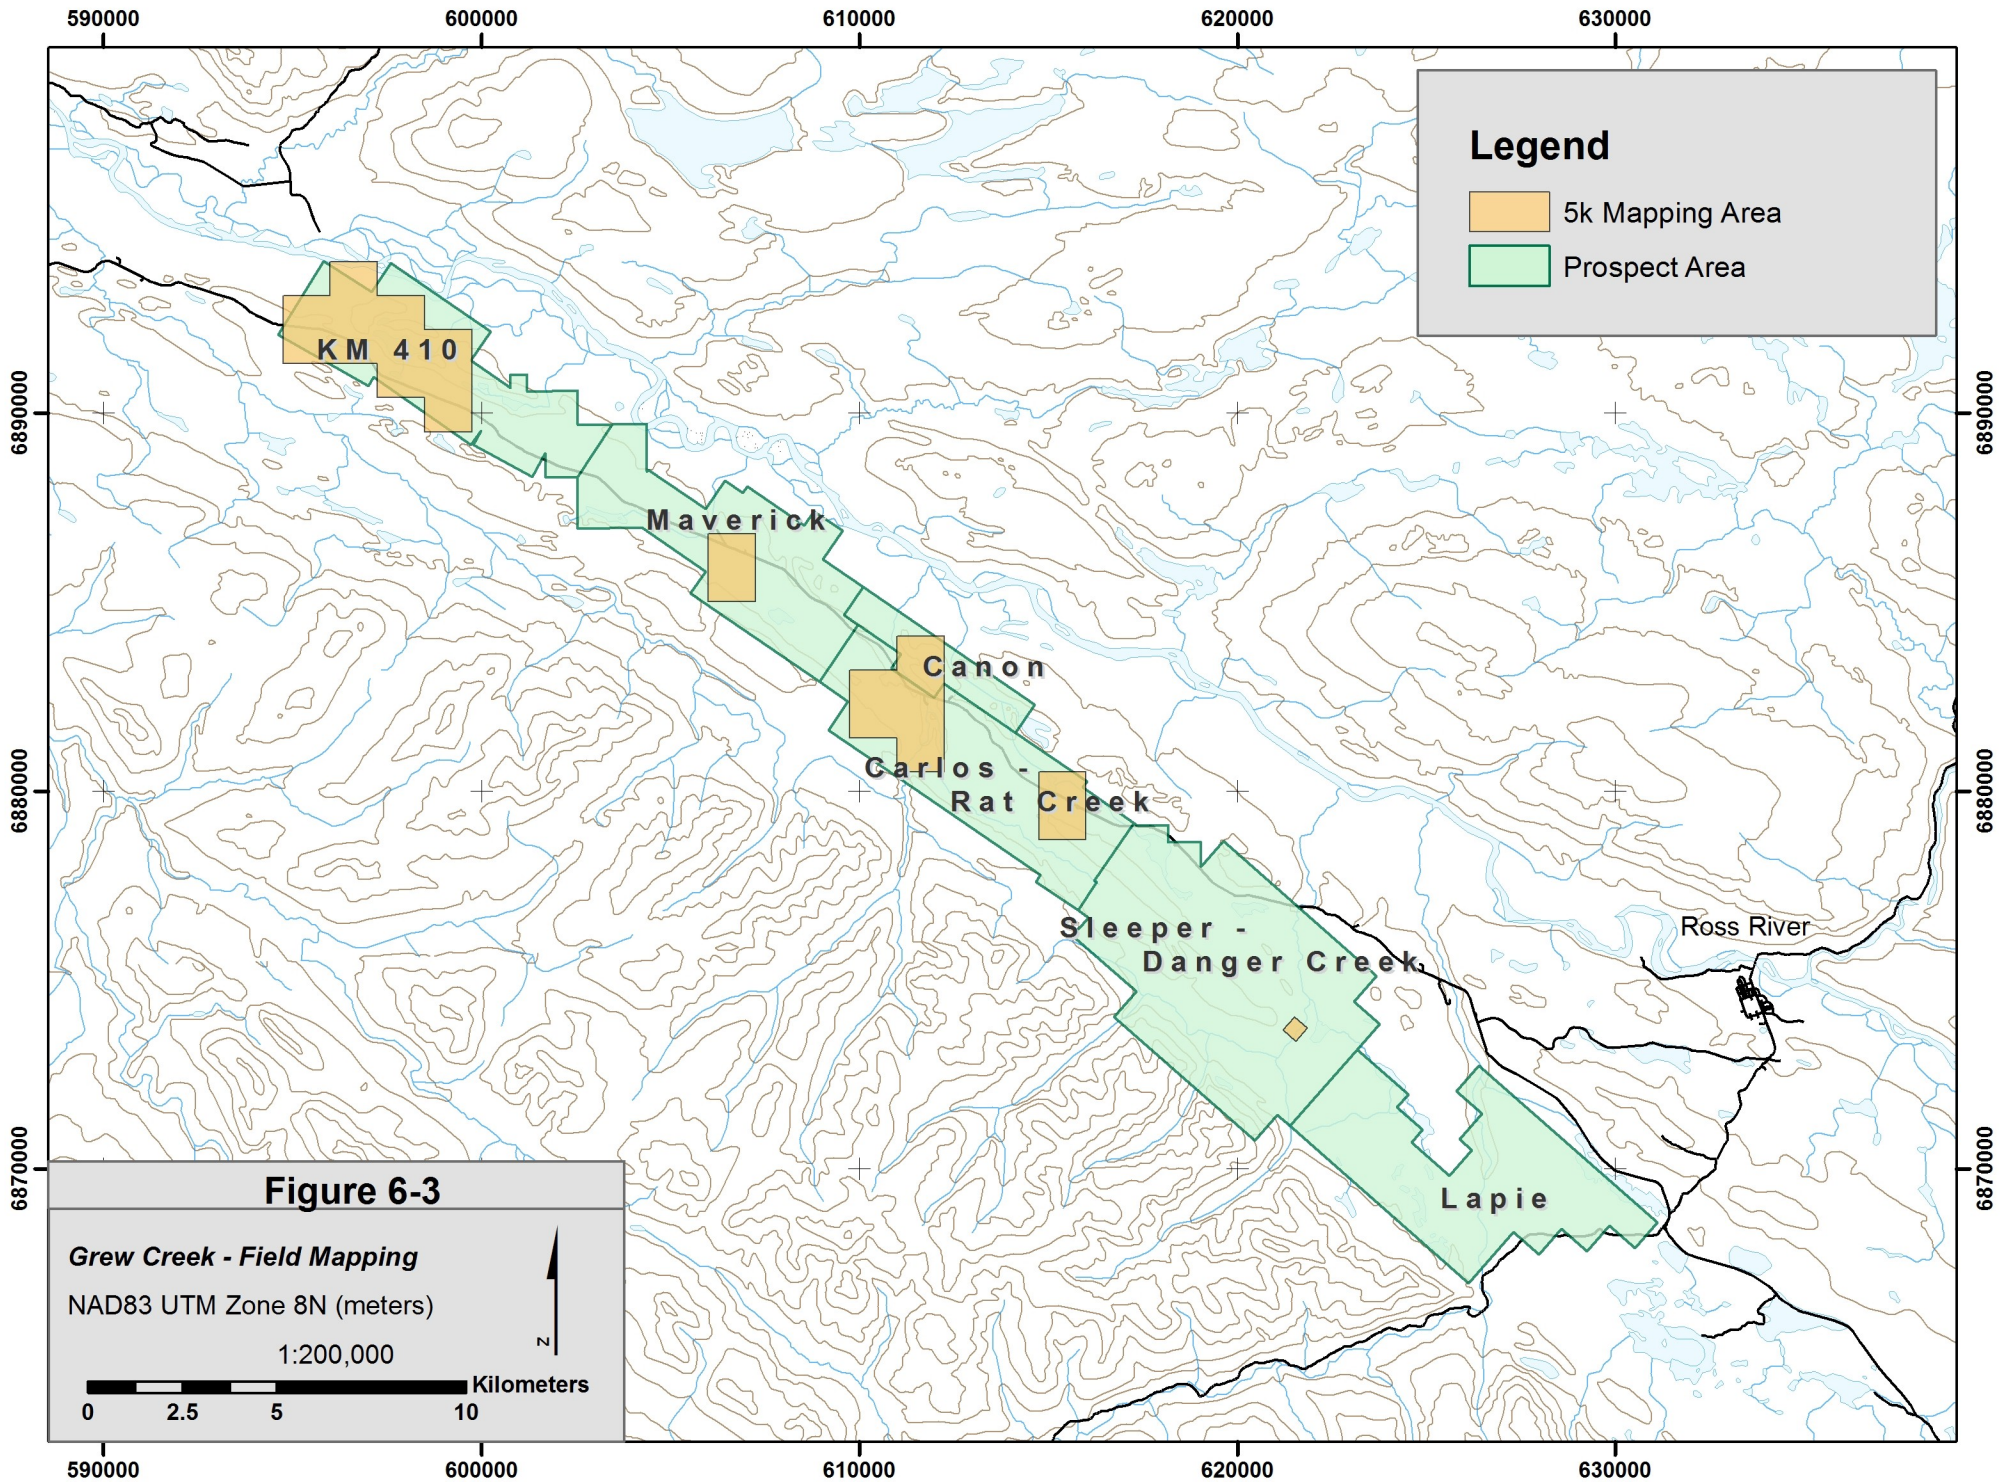 590000 600000 610000 620000 630000
Legend
5k Mapping Area
Prospect Area
KM 410
6890000 6890000
Maverick
Canon
Carlos -
Rat Creek
6880000 6880000
Sleeper -
Danger Creek
Ross River
6870000 6870000
Lapie
Figure 6-3
Grew Creek - Field Mapping
NAD83 UTM Zone 8N (meters)
N
1:200,000
Kilometers
0 2.5 5 10
590000 600000 610000 620000 630000